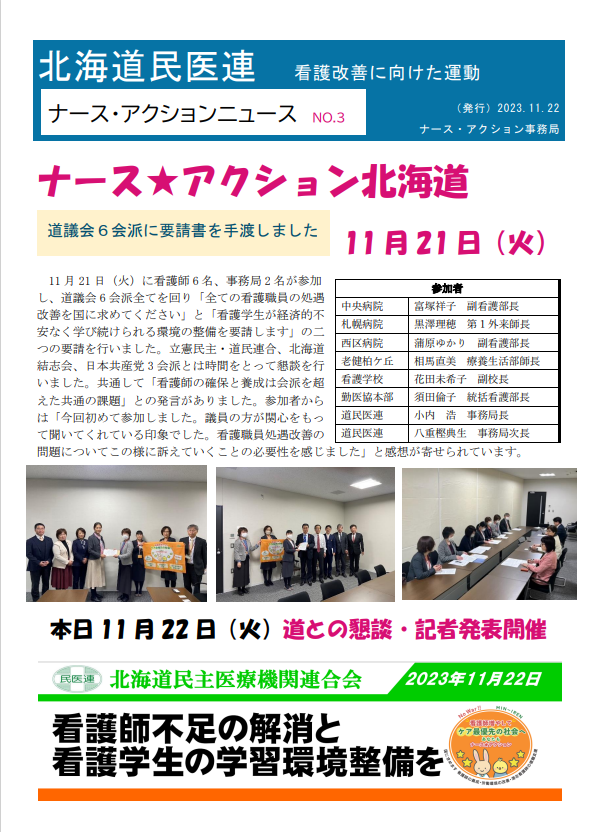 北海道民医連 看護改善に向けた運動
ナース・アクションニュース NO.3
（発行）2023.11.22
ナース・アクション事務局
ナース★アクション北海道
道議会６会派に要請書を手渡しました
11月21日（火）
11月21日（火）に看護師6名、事務局2名が参加
し、道議会6会派全てを回り「全ての看護職員の処遇
改善を国に求めてください」と「看護学生が経済的不
安なく学び続けられる環境の整備を要請します」の二
つの要請を行いました。立憲民主・道民連合、北海道
結志会、日本共産党3会派とは時間をとって懇談を行
いました。共通して「看護師の確保と養成は会派を超
えた共通の課題」との発言がありました。参加者から
は「今回初めて参加しました。議員の方が関心をもっ
て聞いてくれている印象でした。看護職員処遇改善の
問題についてこの様に訴えていくことの必要性を感じました」と感想が寄せられています。
参加者
中央病院 富塚祥子 副看護部長
札幌病院 黒澤理穂 第１外来師長
西区病院 蒲原ゆかり 副看護部長
老健柏ケ丘 相馬直美 療養生活部師長
看護学校 花田未希子 副校長
勤医協本部 須田倫子 統括看護部長
道民医連 小内 浩 事務局長
道民医連 八重樫典生 事務局次長
本日11月22日（火）道との懇談・記者発表開催
民医連 北海道民主医療機関連合会 2023年11月22日
看護師不足の解消と
看護学生の学習環境整備を
No War!! MIN-IREN
看護師増やして
ケア最優先の社会へ